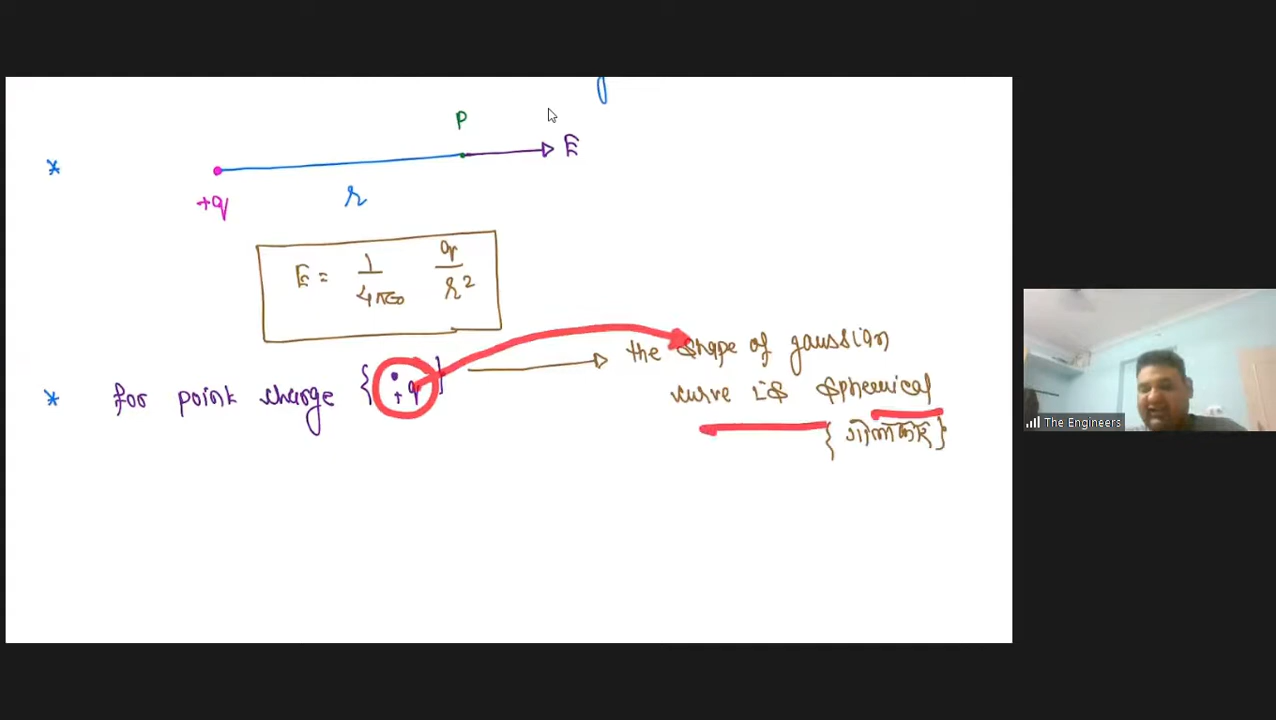 P
* E
+q r
E = 1/4πε₀ q/r²
the shape of gaussian
* for point charge { +q }
curve is spherical
The Engineers